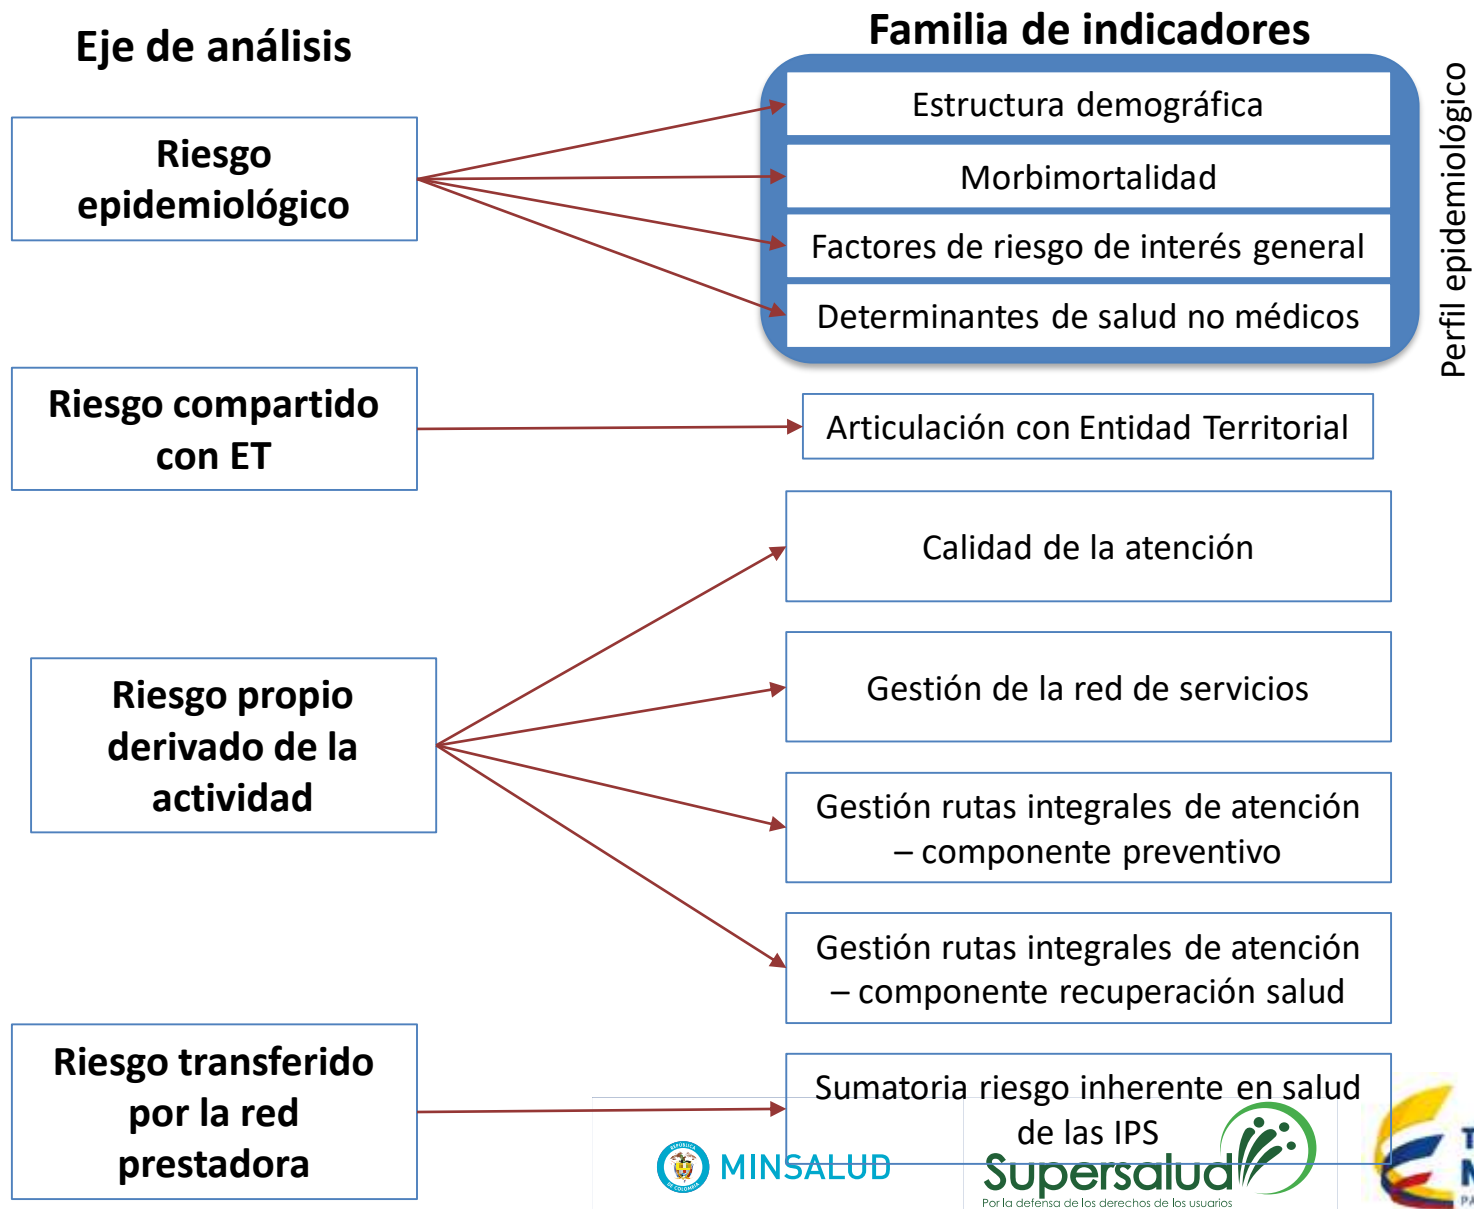 Eje de análisis
Familia de indicadores
Riesgo
epidemiológico
Estructura demográfica
Morbimortalidad
Factores de riesgo de interés general
Determinantes de salud no médicos
Perfil epidemiológico
Riesgo compartido
con ET
Articulación con Entidad Territorial
Riesgo propio
derivado de la
actividad
Calidad de la atención
Gestión de la red de servicios
Gestión rutas integrales de atención
– componente preventivo
Gestión rutas integrales de atención
– componente recuperación salud
Riesgo transferido
por la red
prestadora
Sumatoria riesgo inherente en salud
de las IPS
MINSALUD
Supersalud
Por la defensa de los derechos de los usuarios